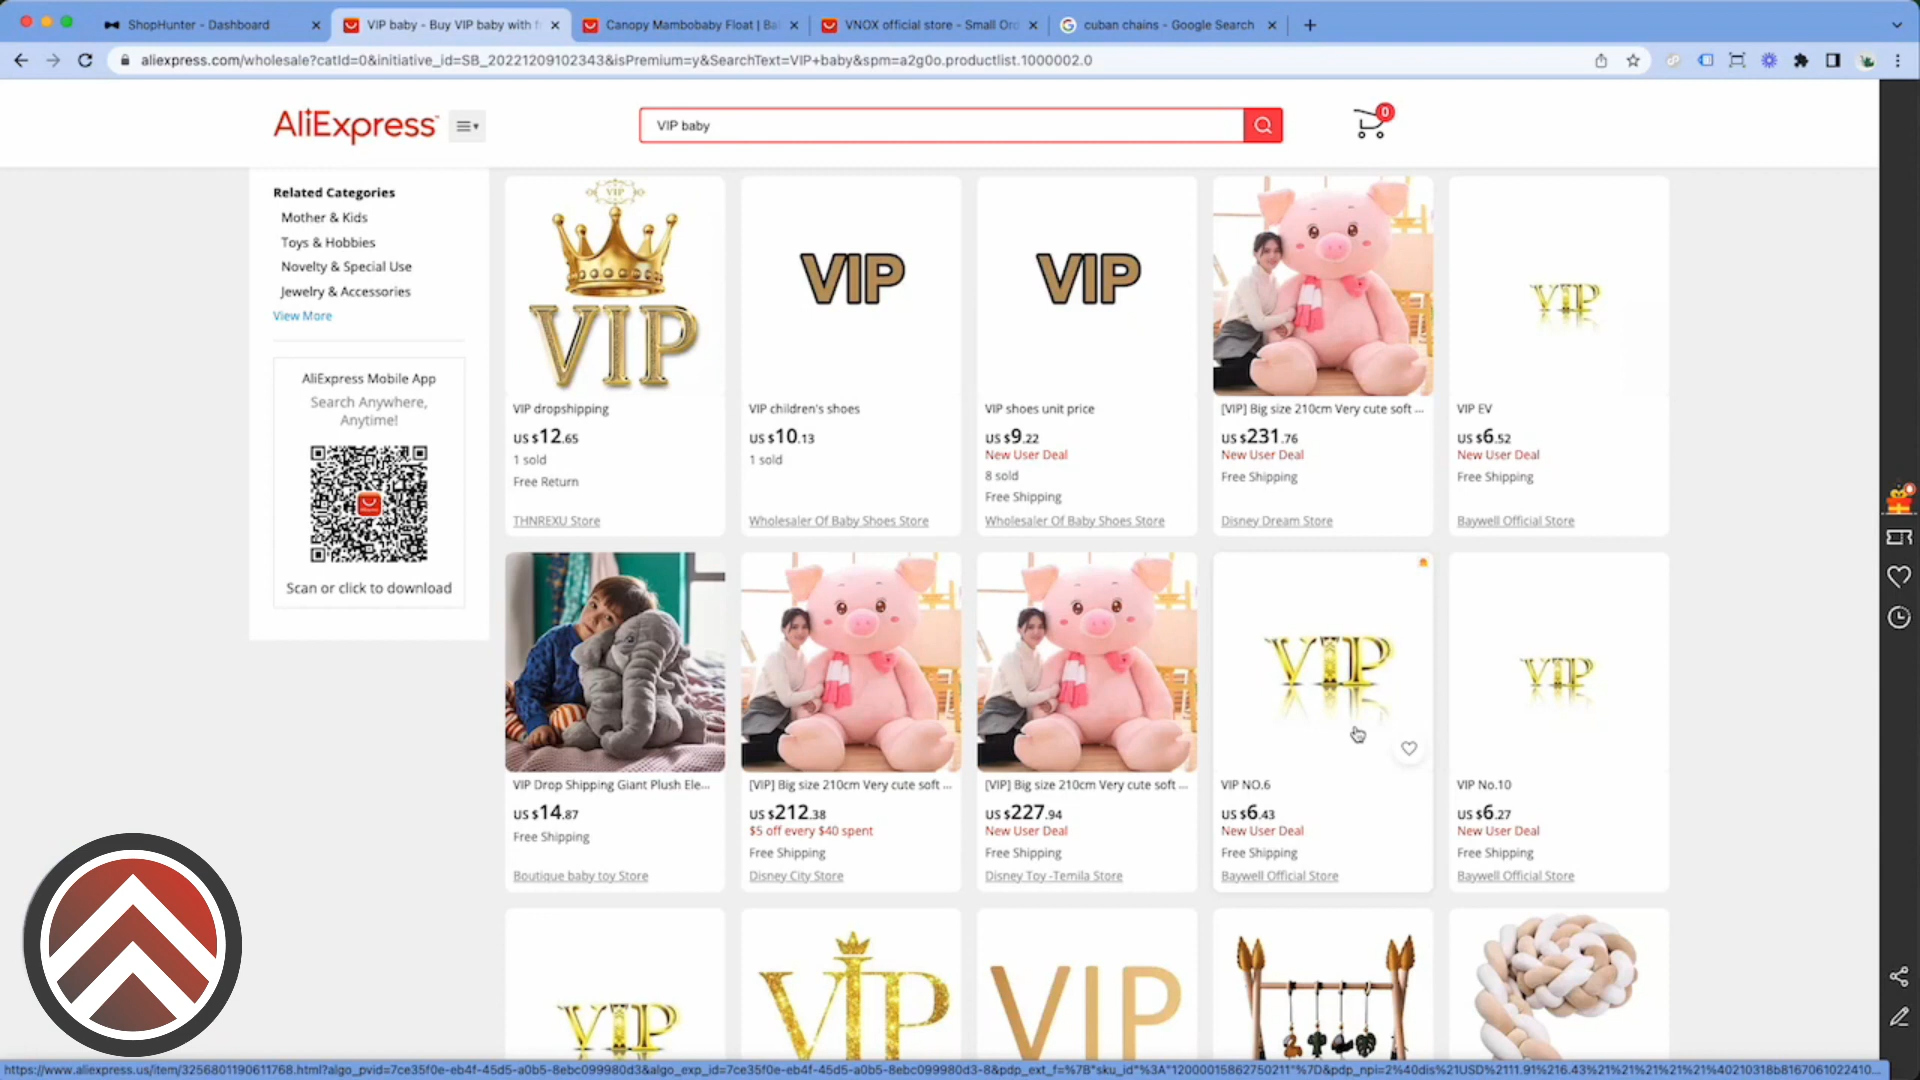 ShopHunter - Dashboard
VIP baby - Buy VIP baby with f
Canopy Mambobaby Float | Ba
VNOX official store - Small Ord
cuban chains - Google Search
aliexpress.com/wholesale?catId=0&initiative_id=SB_20221209102343&isPremium=y&SearchText=VIP+baby&spm=a2g0o.productlist.1000002.0
AliExpress
VIP baby
0
Related Categories
Mother & Kids
Toys & Hobbies
Novelty & Special Use
Jewelry & Accessories
View More
AliExpress Mobile App
Search Anywhere,
Anytime!
Scan or click to download
VIP
VIP
VIP
VIP
VIP
VIP dropshipping
US $12.65
1 sold
Free Return
THNREXU Store
VIP children's shoes
US $10.13
1 sold
Wholesaler Of Baby Shoes Store
VIP shoes unit price
US $9.22
New User Deal
8 sold
Free Shipping
Wholesaler Of Baby Shoes Store
[VIP] Big size 210cm Very cute soft ...
US $231.76
New User Deal
Free Shipping
Disney Dream Store
VIP EV
US $6.52
New User Deal
Free Shipping
Baywell Official Store
VIP
VIP
VIP Drop Shipping Giant Plush Ele...
US $14.87
Free Shipping
Boutique baby toy Store
[VIP] Big size 210cm Very cute soft ...
US $212.38
$5 off every $40 spent
Free Shipping
Disney City Store
[VIP] Big size 210cm Very cute soft ...
US $227.94
New User Deal
Free Shipping
Disney Toy -Temila Store
VIP NO.6
US $6.43
New User Deal
Free Shipping
Baywell Official Store
VIP No.10
US $6.27
New User Deal
Free Shipping
Baywell Official Store
VIP
VIP
VIP